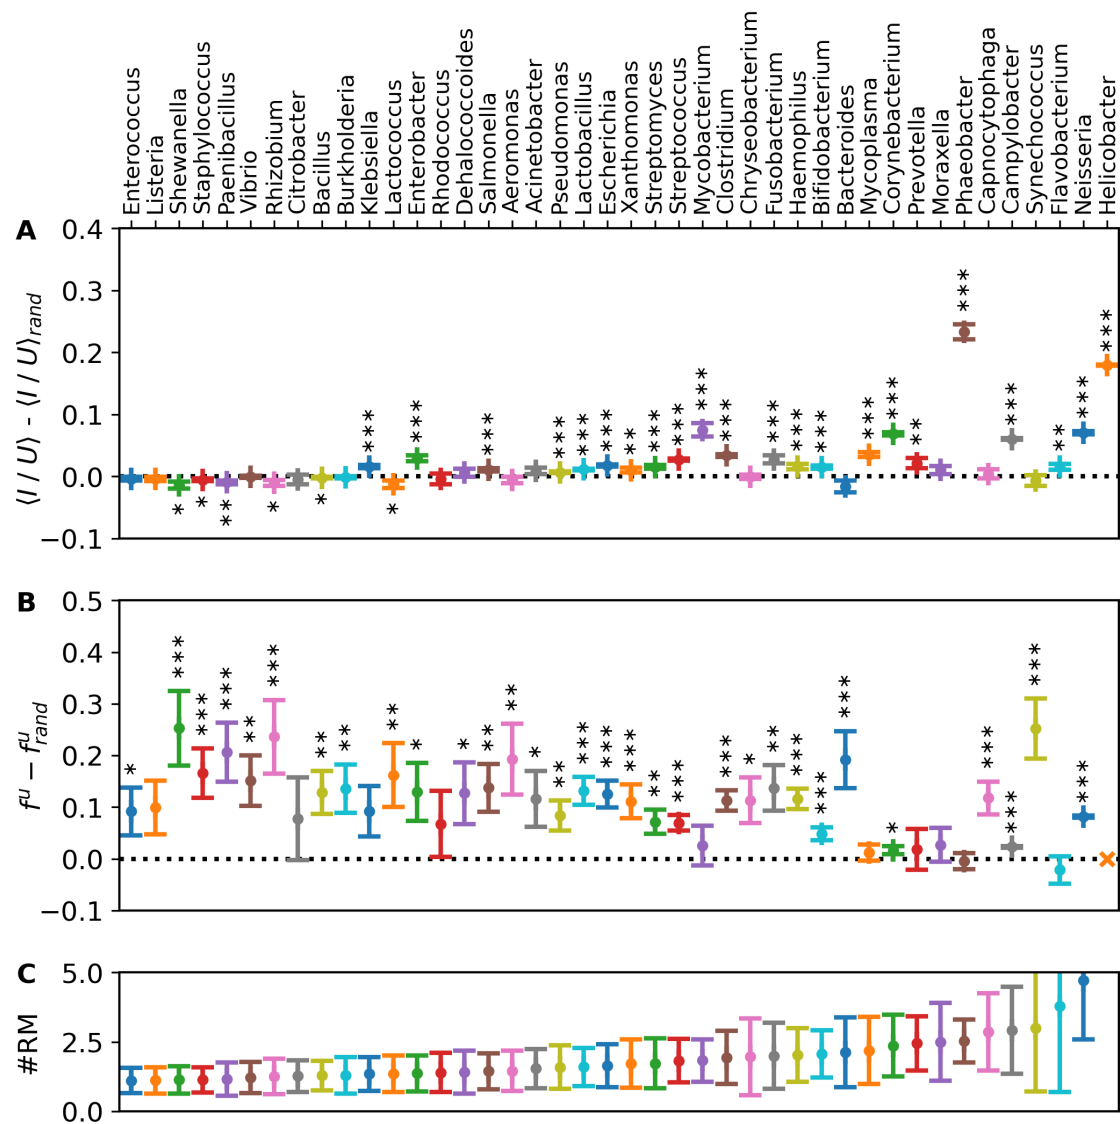 Enterococcus
Listeria
Shewanella
Staphylococcus
Paenibacillus
Vibrio
Rhizobium
Citrobacter
Bacillus
Burkholderia
Klebsiella
Lactococcus
Enterobacter
Rhodococcus
Dehalococcoides
Salmonella
Aeromonas
Acinetobacter
Pseudomonas
Lactobacillus
Escherichia
Xanthomonas
Streptomyces
Streptococcus
Mycobacterium
Clostridium
Chryseobacterium
Fusobacterium
Haemophilus
Bifidobacterium
Bacteroides
Mycoplasma
Corynebacterium
Prevotella
Moraxella
Phaeobacter
Capnocytophaga
Campylobacter
Synechococcus
Flavobacterium
Neisseria
Helicobacter
A
⟨I / U⟩ - ⟨I / U⟩rand
0.4
0.3
0.2
0.1
0.0
−0.1
***
***
*
*
**
*
*
*
***
***
***
***
***
**
***
***
***
***
***
***
***
***
***
**
***
***
**
***
***
B
f^u − f^u_rand
0.5
0.4
0.3
0.2
0.1
0.0
−0.1
*
***
***
***
**
***
**
**
**
*
*
**
**
*
***
***
***
***
**
***
***
*
**
***
***
***
*
***
***
***
***
C
#RM
5.0
2.5
0.0